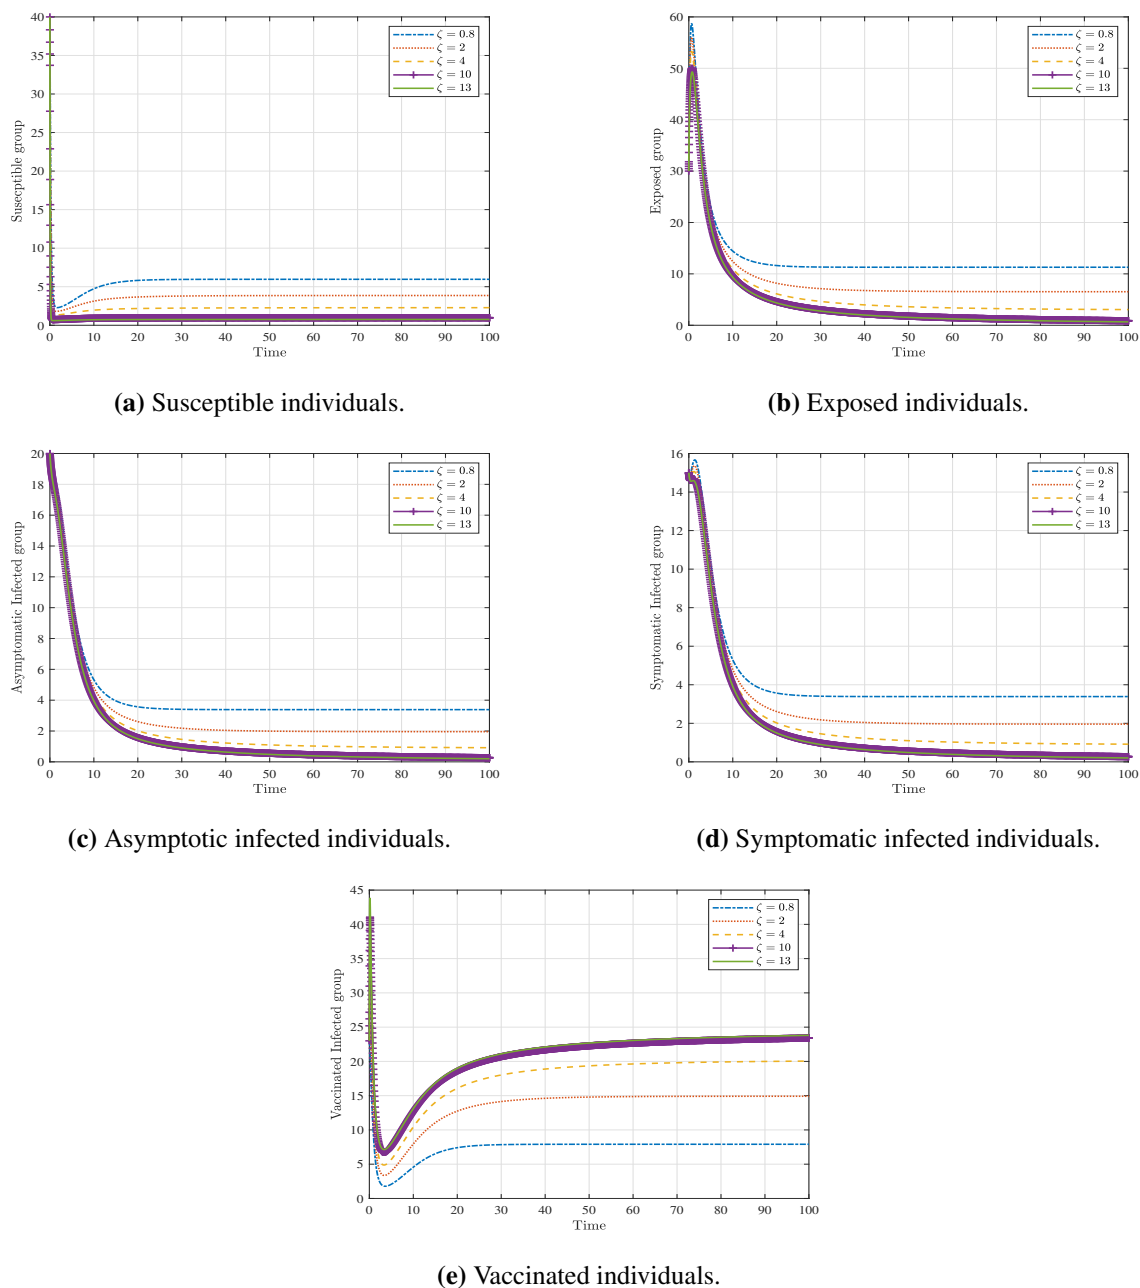 40
35
30
25
20
15
10
5
0
0 10 20 30 40 50 60 70 80 90 100
Time
Susecptible group
ζ = 0.8
ζ = 2
ζ = 4
ζ = 10
ζ = 13
(a) Susceptible individuals.
60
50
40
30
20
10
0
0 10 20 30 40 50 60 70 80 90 100
Time
Exposed group
ζ = 0.8
ζ = 2
ζ = 4
ζ = 10
ζ = 13
(b) Exposed individuals.
20
18
16
14
12
10
8
6
4
2
0
0 10 20 30 40 50 60 70 80 90 100
Time
Asymptomatic Infected group
ζ = 0.8
ζ = 2
ζ = 4
ζ = 10
ζ = 13
(c) Asymptotic infected individuals.
16
14
12
10
8
6
4
2
0
0 10 20 30 40 50 60 70 80 90 100
Time
Symptomatic Infected group
ζ = 0.8
ζ = 2
ζ = 4
ζ = 10
ζ = 13
(d) Symptomatic infected individuals.
45
40
35
30
25
20
15
10
5
0
0 10 20 30 40 50 60 70 80 90 100
Time
Vaccinated Infected group
ζ = 0.8
ζ = 2
ζ = 4
ζ = 10
ζ = 13
(e) Vaccinated individuals.